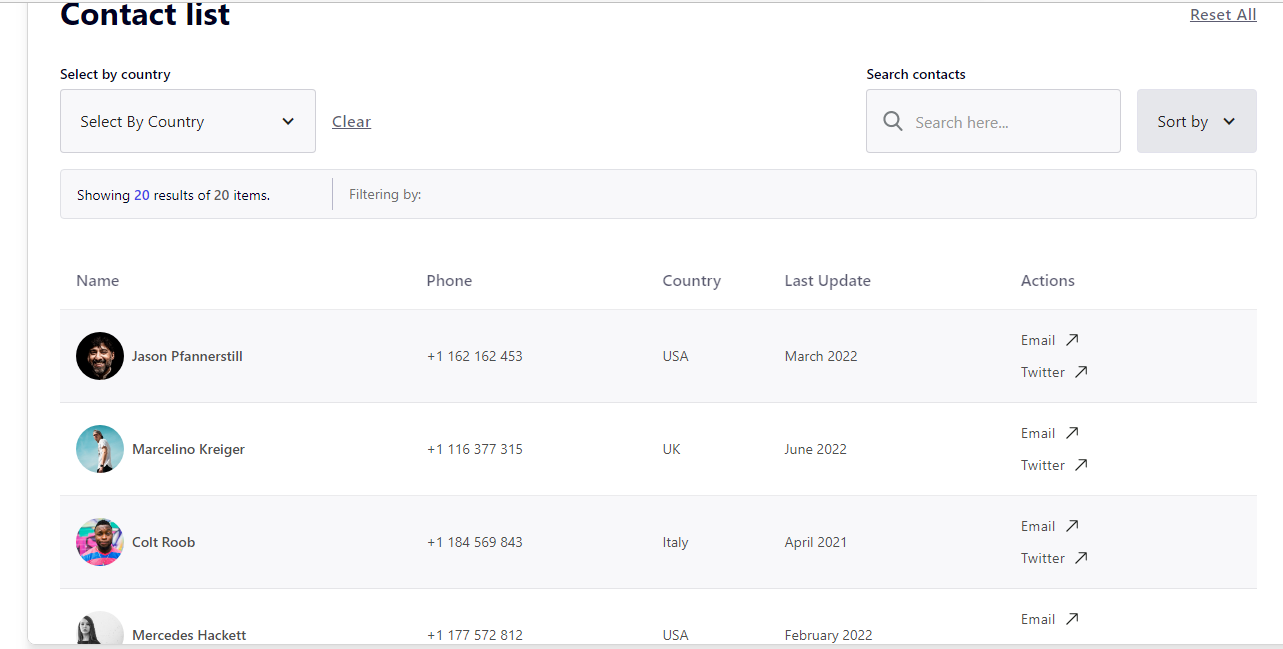 Contact list
Reset All
Select by country
Search contacts
Select By Country
Clear
Search here...
Sort by
Showing 20 results of 20 items.
Filtering by:
Name Phone Country Last Update Actions
Jason Pfannerstill +1 162 162 453 USA March 2022
Email
Twitter
Marcelino Kreiger +1 116 377 315 UK June 2022
Email
Twitter
Colt Roob +1 184 569 843 Italy April 2021
Email
Twitter
Mercedes Hackett +1 177 572 812 USA February 2022
Email